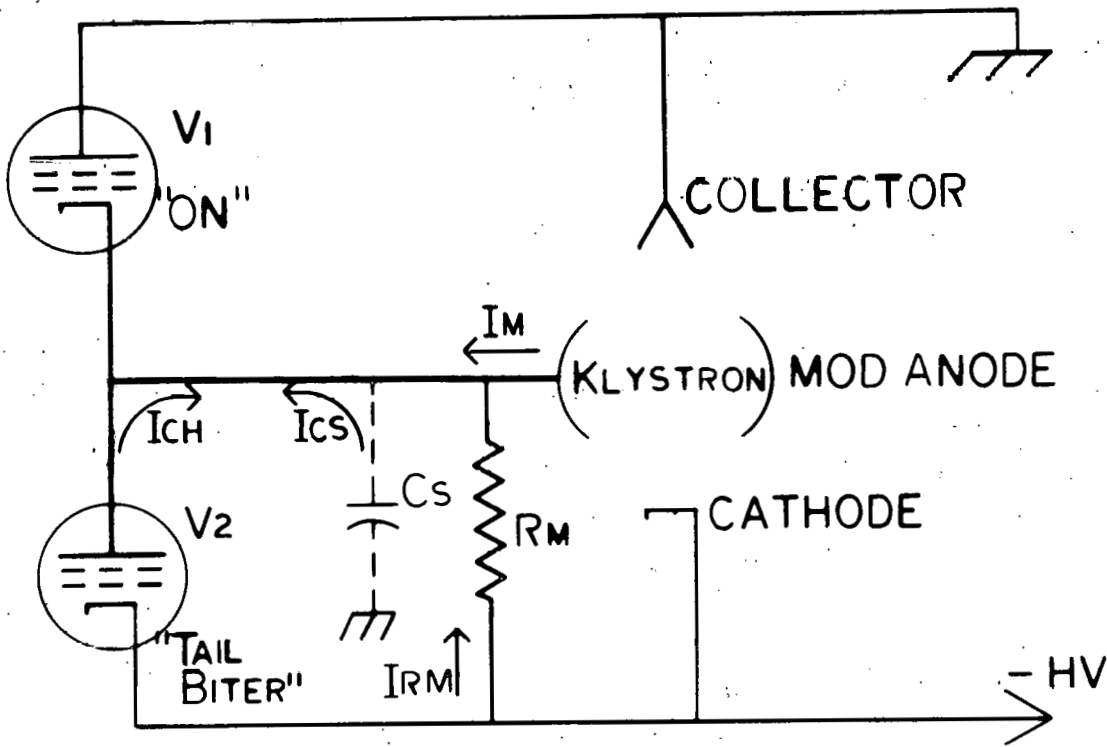 V1
"ON"
COLLECTOR
IM
(KLYSTRON) MOD ANODE
ICH
ICS
CS
RM
CATHODE
V2
"TAIL
BITER"
IRM
- HV